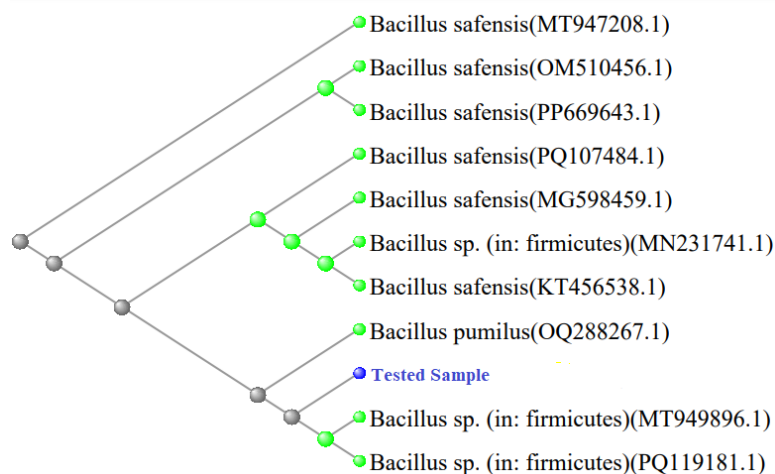 Bacillus safensis(MT947208.1)
Bacillus safensis(OM510456.1)
Bacillus safensis(PP669643.1)
Bacillus safensis(PQ107484.1)
Bacillus safensis(MG598459.1)
Bacillus sp. (in: firmicutes)(MN231741.1)
Bacillus safensis(KT456538.1)
Bacillus pumilus(OQ288267.1)
Tested Sample
Bacillus sp. (in: firmicutes)(MT949896.1)
Bacillus sp. (in: firmicutes)(PQ119181.1)